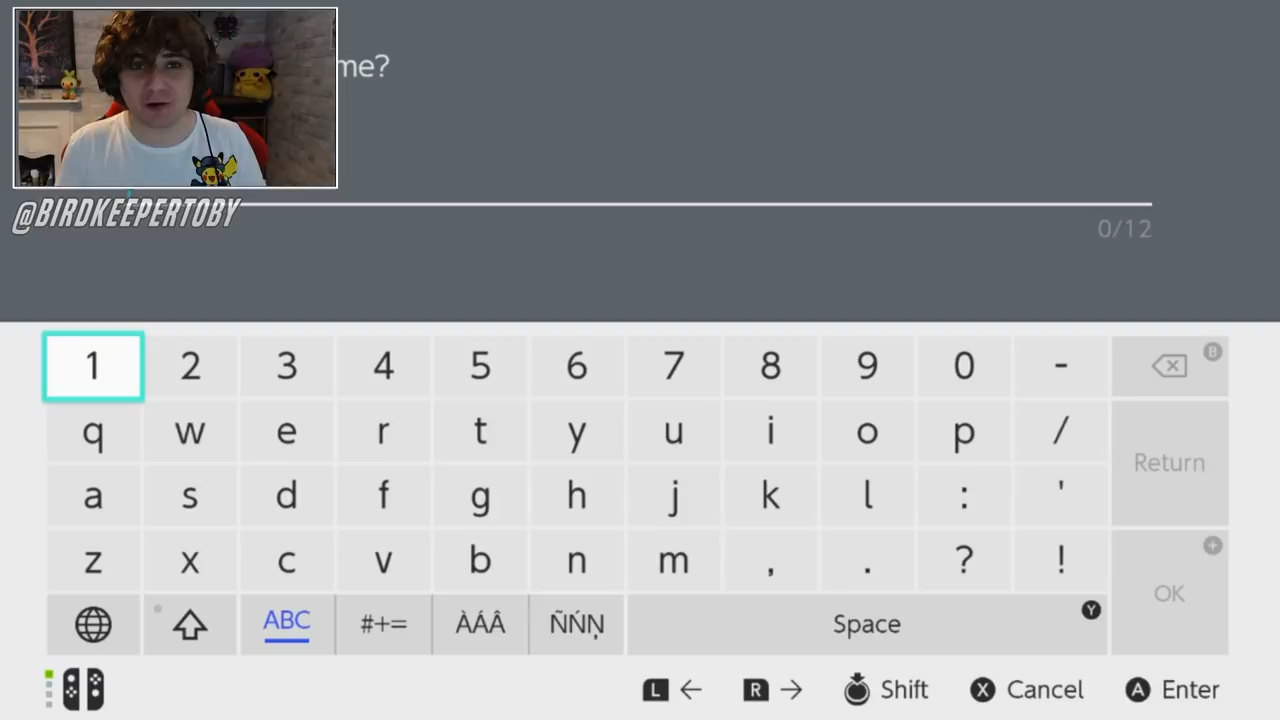 me?
@BIRDKEEPERTOBY
0/12
1 2 3 4 5 6 7 8 9 0 - B
q w e r t y u i o p / Return
a s d f g h j k l : '
z x c v b n m , . ? ! + OK
ABC #+= ÀÁÂ ÑŃŅ Space Y
L ← R → Shift X Cancel A Enter